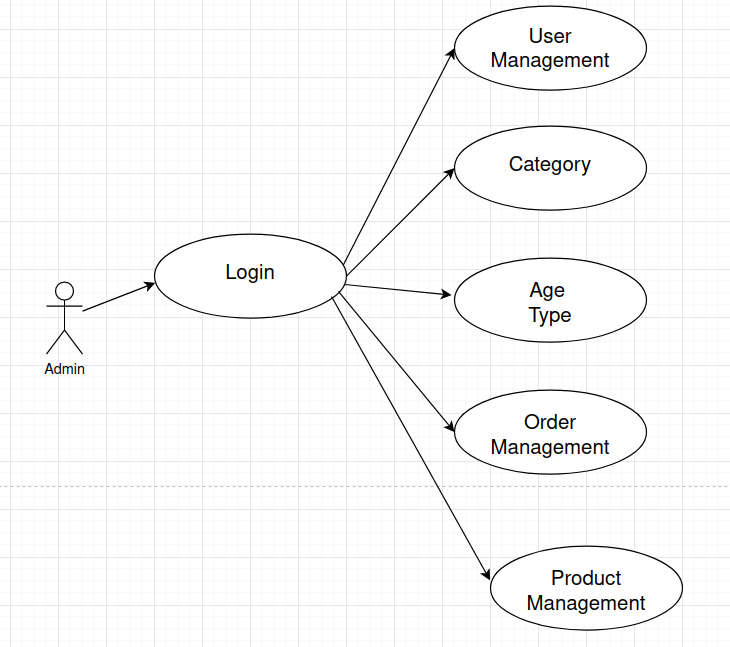 User
Management
Category
Login
Age
Type
Admin
Order
Management
Product
Management